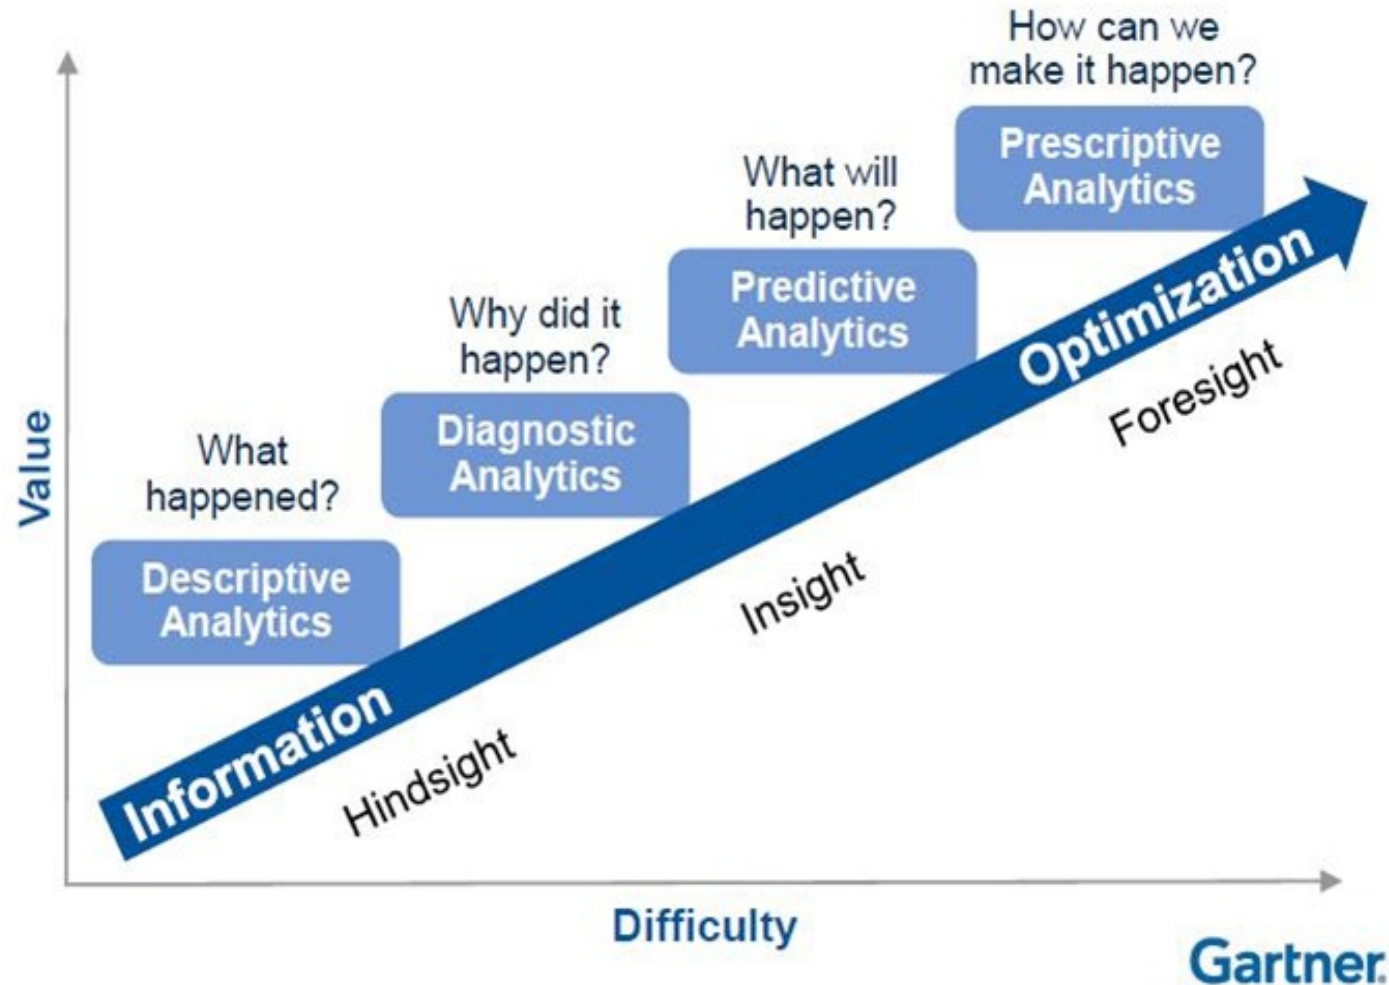 How can we
make it happen?
Prescriptive
Analytics
What will
happen?
Predictive
Analytics
Why did it
happen?
Diagnostic
Analytics
What
happened?
Descriptive
Analytics
Value
Information
Optimization
Hindsight
Insight
Foresight
Difficulty
Gartner.